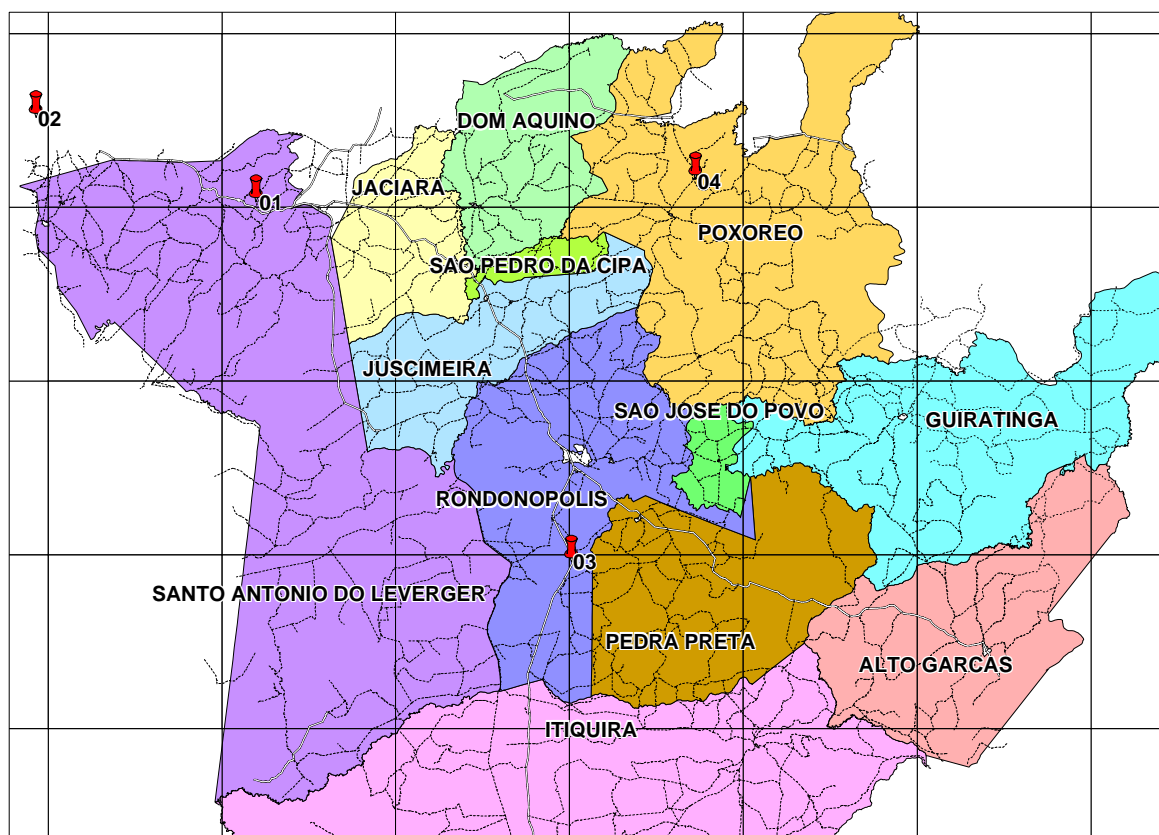 02
DOM AQUINO
04
JACIARA
01
POXOREO
SAO PEDRO DA CIPA
JUSCIMEIRA
SAO JOSE DO POVO
GUIRATINGA
RONDONOPOLIS
03
SANTO ANTONIO DO LEVERGER
PEDRA PRETA
ALTO GARCAS
ITIQUIRA